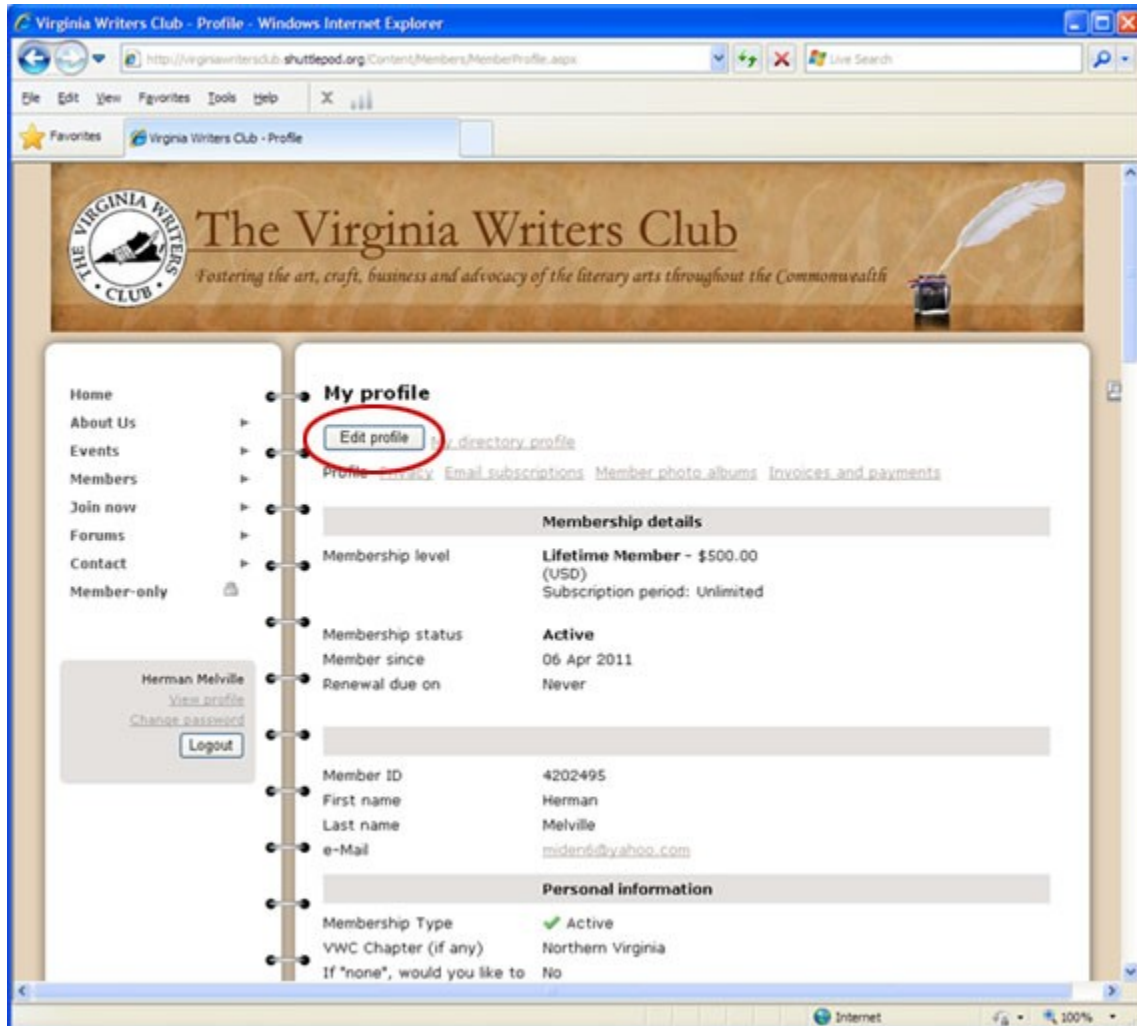 Virginia Writers Club - Profile - Windows Internet Explorer
http://virginiawritersclub.shuttlepod.org/Content/Members/MemberProfile.aspx
Live Search
File Edit View Favorites Tools Help X
Favorites
Virginia Writers Club - Profile
THE VIRGINIA WRITERS CLUB
The Virginia Writers Club
Fostering the art, craft, business and advocacy of the literary arts throughout the Commonwealth
Home
About Us
Events
Members
Join now
Forums
Contact
Member-only
Herman Melville
View profile
Change password
Logout
My profile
Edit profile My directory profile
Profile Privacy Email subscriptions Member photo albums Invoices and payments
Membership details
Membership level Lifetime Member - $500.00
(USD)
Subscription period: Unlimited
Membership status Active
Member since 06 Apr 2011
Renewal due on Never
Member ID 4202495
First name Herman
Last name Melville
e-Mail miden6@yahoo.com
Personal information
Membership Type Active
VWC Chapter (if any) Northern Virginia
If "none", would you like to No
Internet 100%